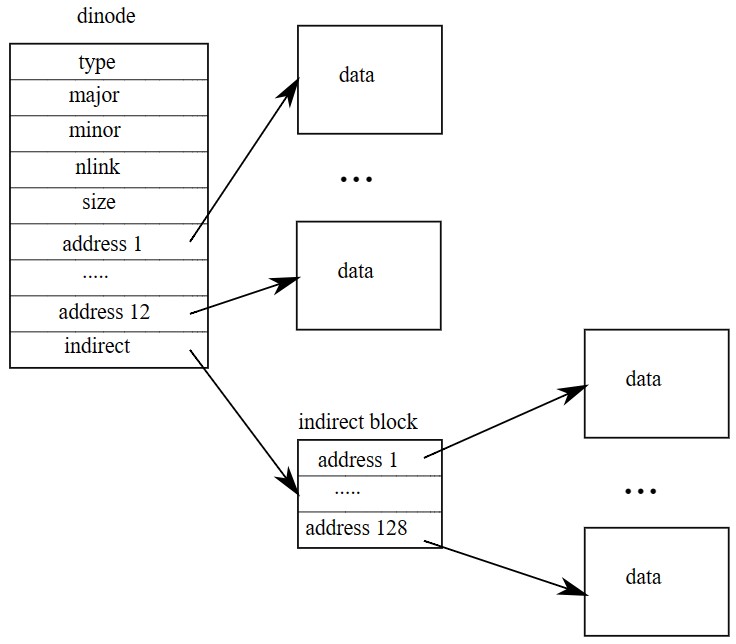 dinode
type
major
minor
nlink
size
address 1
.....
address 12
indirect
data
...
data
indirect block
address 1
.....
address 128
data
...
data